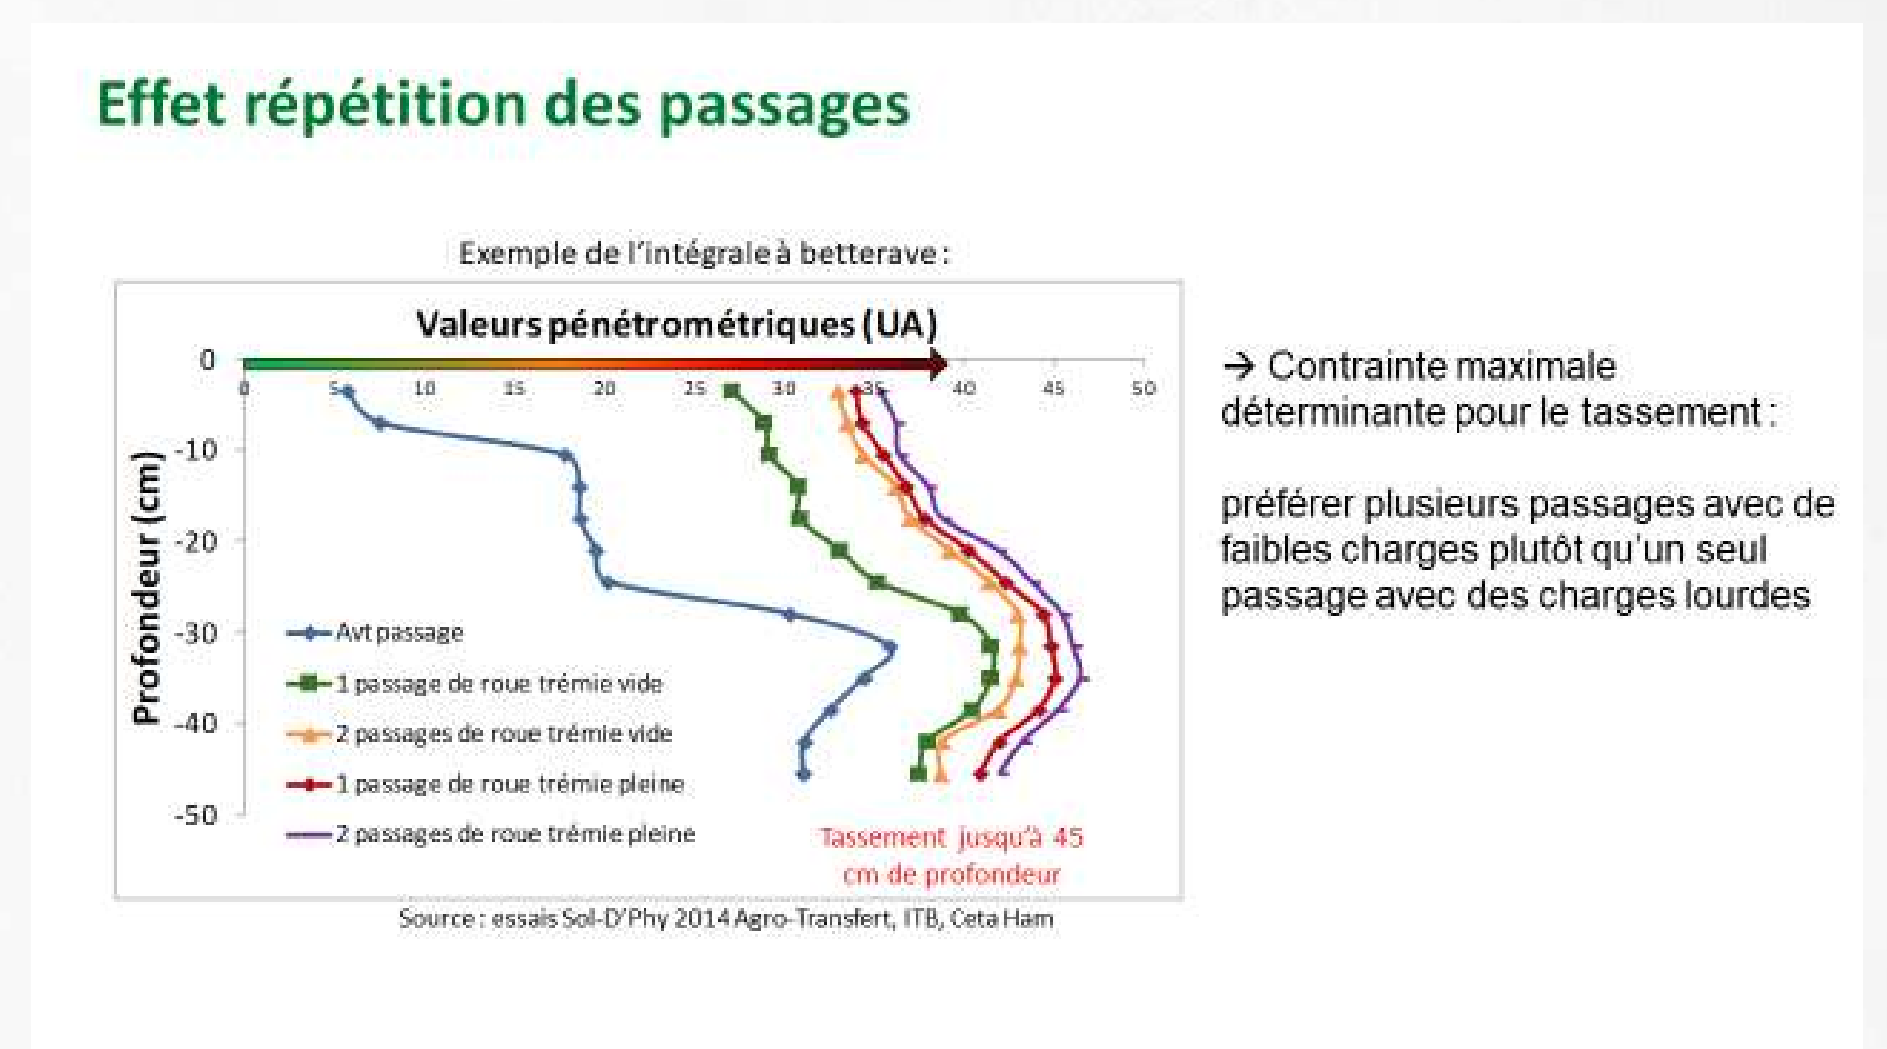 Effet répétition des passages
Exemple de l'intégrale à betterave :
Valeurs pénétrométriques (UA)
0
0 5 10 15 20 25 30 35 40 45 50
Profondeur (cm)
-10
-20
-30
-40
-50
Avt passage
1 passage de roue trémie vide
2 passages de roue trémie vide
1 passage de roue trémie pleine
2 passages de roue trémie pleine
Tassement jusqu'à 45
cm de profondeur
Source : essais Sol-D'Phy 2014 Agro-Transfert, ITB, Ceta Ham
→ Contrainte maximale
déterminante pour le tassement :
préférer plusieurs passages avec de
faibles charges plutôt qu'un seul
passage avec des charges lourdes